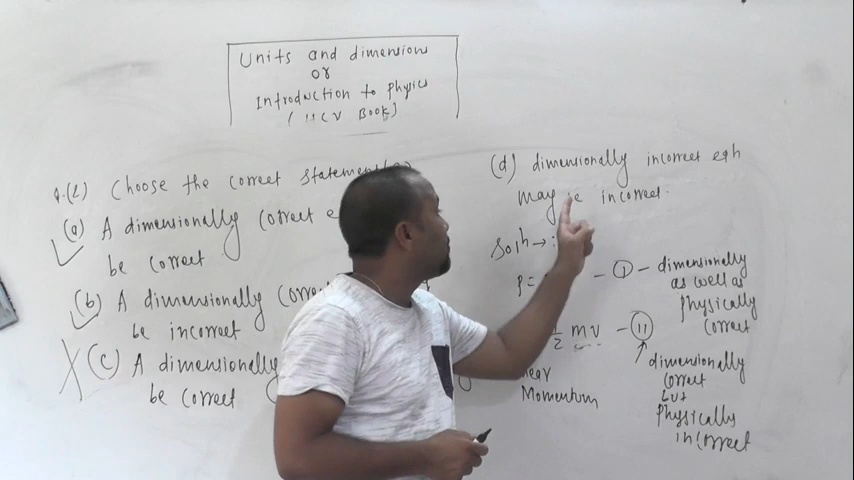 Units and dimensions
or
Introduction to physics
(HCV Book)
Q.(2) Choose the correct statement
(a) A dimensionally correct
be correct
(b) A dimensionally
be incorrect
(c) A dimensionally
be correct
(d) dimensionally incorrect eqn
may be incorrect.
Soln → :
P =
- (I) - dimensionally
as well as
physically
correct
1/2 mv - (II)
dimensionally
correct
but
physically
incorrect
Momentum